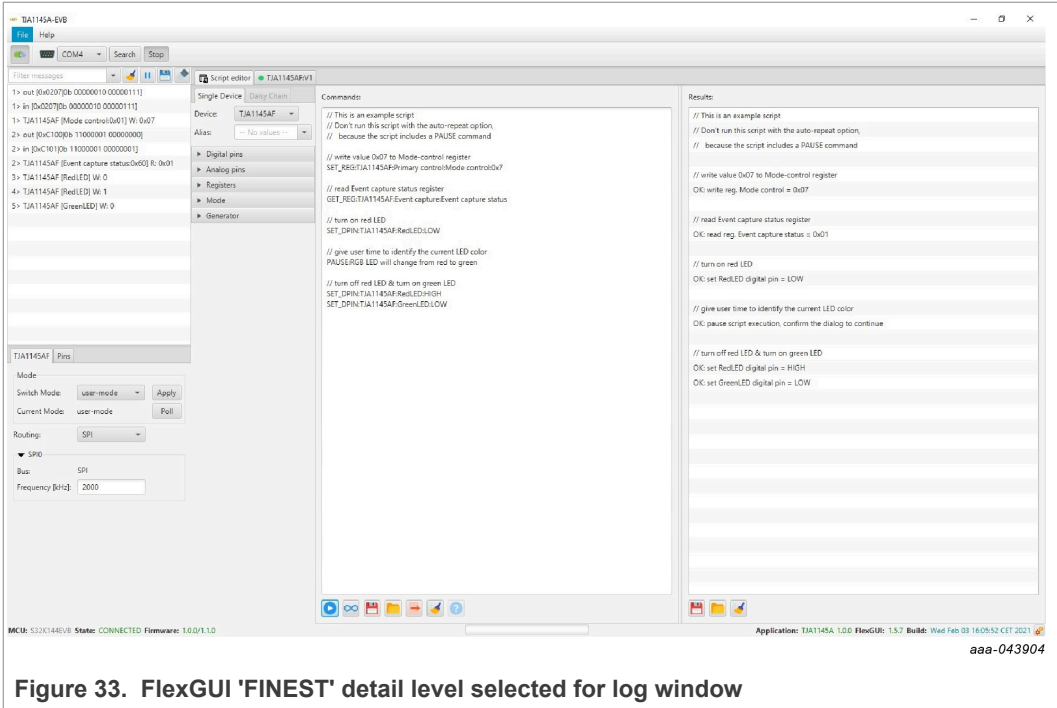 TJA1145A-EVB
File Help
COM4 Search Stop
Filter messages
1> out [0x0207|0b 00000010 00000111]
1> in [0x0207|0b 00000010 00000111]
1> TJA1145AF [Mode control:0x01] W: 0x07
2> out [0xC100|0b 11000001 00000000]
2> in [0xC101|0b 11000001 00000001]
2> TJA1145AF [Event capture status:0x60] R: 0x01
3> TJA1145AF [RedLED] W: 0
4> TJA1145AF [RedLED] W: 1
5> TJA1145AF [GreenLED] W: 0
TJA1145AF Pins
Mode
Switch Mode: user-mode Apply
Current Mode: user-mode Poll
Routing: SPI
SPI0
Bus: SPI
Frequency [kHz]: 2000
Script editor TJA1145AF:V1
Single Device Daisy Chain
Device: TJA1145AF
Alias: -- No values --
Digital pins
Analog pins
Registers
Mode
Generator
Commands:
// This is an example script
// Don't run this script with the auto-repeat option,
// because the script includes a PAUSE command
// write value 0x07 to Mode-control register
SET_REG:TJA1145AF:Primary control:Mode control:0x7
// read Event capture status register
GET_REG:TJA1145AF:Event capture:Event capture status
// turn on red LED
SET_DPIN:TJA1145AF:RedLED:LOW
// give user time to identify the current LED color
PAUSE:RGB LED will change from red to green
// turn off red LED & turn on green LED
SET_DPIN:TJA1145AF:RedLED:HIGH
SET_DPIN:TJA1145AF:GreenLED:LOW
Results:
// This is an example script
// Don't run this script with the auto-repeat option,
// because the script includes a PAUSE command
// write value 0x07 to Mode-control register
OK: write reg. Mode control = 0x07
// read Event capture status register
OK: read reg. Event capture status = 0x01
// turn on red LED
OK: set RedLED digital pin = LOW
// give user time to identify the current LED color
OK: pause script execution, confirm the dialog to continue
// turn off red LED & turn on green LED
OK: set RedLED digital pin = HIGH
OK: set GreenLED digital pin = LOW
MCU: S32K144EVB State: CONNECTED Firmware: 1.0.0/1.1.0
Application: TJA1145A 1.0.0 FlexGUI: 1.5.7 Build: Wed Feb 03 16:05:52 CET 2021
aaa-043904
Figure 33. FlexGUI 'FINEST' detail level selected for log window